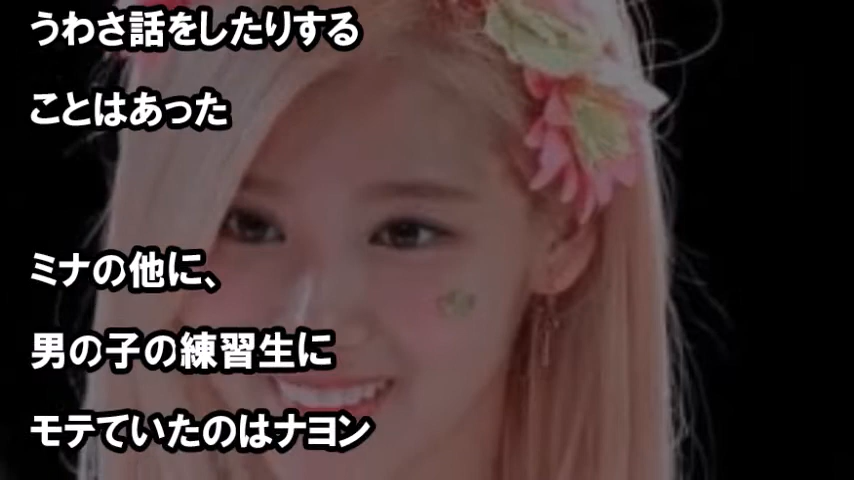 うわさ話をしたりする
ことはあった
ミナの他に、
男の子の練習生に
モテていたのはナヨン